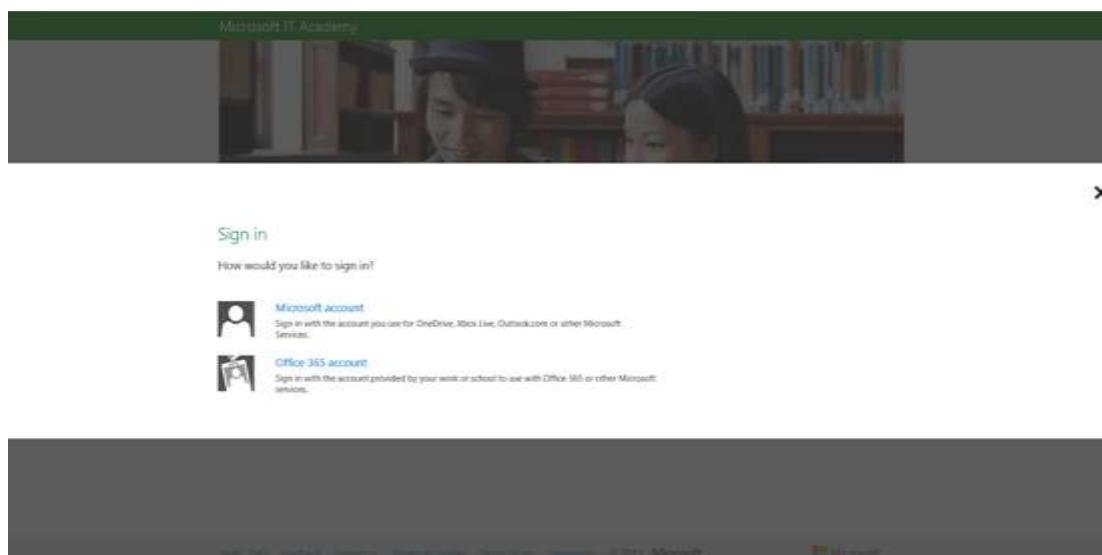 Microsoft IT Academy
Sign in
How would you like to sign in?
Microsoft account
Sign in with the account you use for OneDrive, Xbox Live, Outlook.com or other Microsoft
Services.
Office 365 account
Sign in with the account provided by your work or school to use with Office 365 or other Microsoft
services.
Microsoft Microsoft